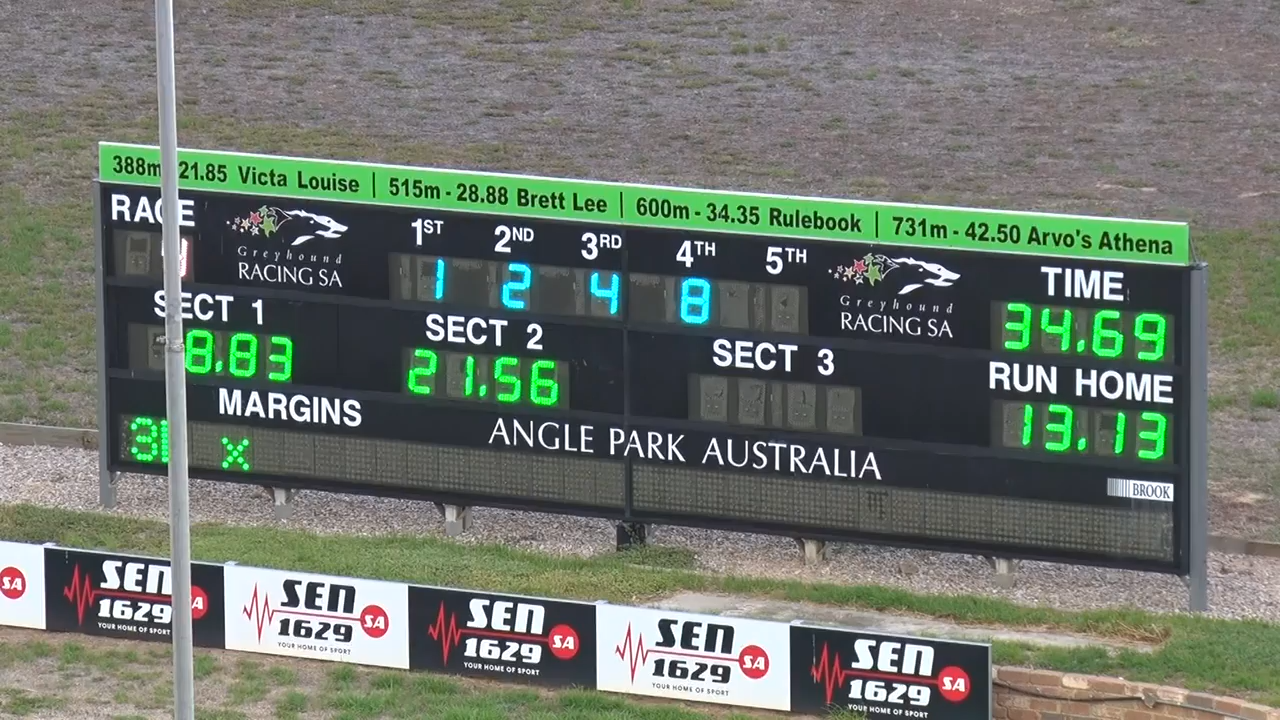 388m 21.85 Victa Louise | 515m - 28.88 Brett Lee | 600m - 34.35 Rulebook | 731m - 42.50 Arvo's Athena
RACE
Greyhound
RACING SA
1ST 2ND 3RD 4TH 5TH
1 2 4 8
Greyhound
RACING SA
TIME
34.69
SECT 1
8.83
SECT 2
21.56
SECT 3
RUN HOME
13.13
MARGINS
x
ANGLE PARK AUSTRALIA
BROOK
SA
SEN
1629
YOUR HOME OF SPORT
SEN
1629 SA
YOUR HOME OF SPORT
SEN
1629 SA
YOUR HOME OF SPORT
SEN
1629 SA
YOUR HOME OF SPORT
SEN
1629 SA
YOUR HOME OF SPORT